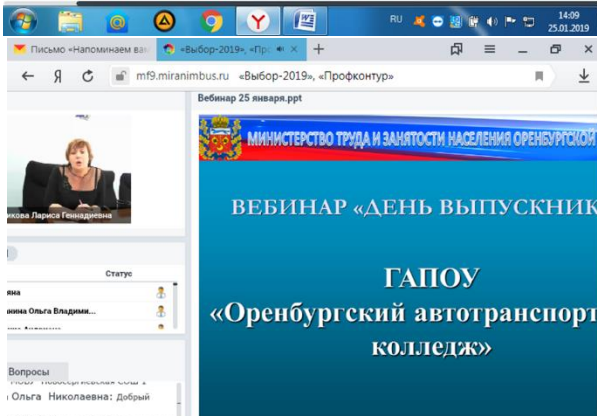 RU
14:09
25.01.2019
Письмо «Напоминаем вам
«Выбор-2019», «Про
mf9.miranimbus.ru «Выбор-2019», «Профконтур»
Вебинар 25 января.ppt
МИНИСТЕРСТВО ТРУДА И ЗАНЯТОСТИ НАСЕЛЕНИЯ ОРЕНБУРГСКОЙ
ВЕБИНАР «ДЕНЬ ВЫПУСКНИК
ГАПОУ
«Оренбургский автотранспорт
колледж»
икова Лариса Геннадиевна
Статус
яна
нина Ольга Владими...
Вопросы
Новосергиевская СОШ 1
Ольга Николаевна: Добрый